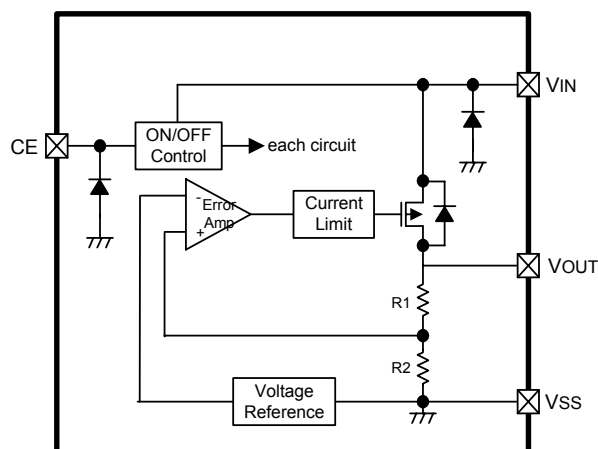 VIN
CE
ON/OFF
Control
each circuit
-
Error
Amp
+
Current
Limit
VOUT
R1
R2
Voltage
Reference
VSS